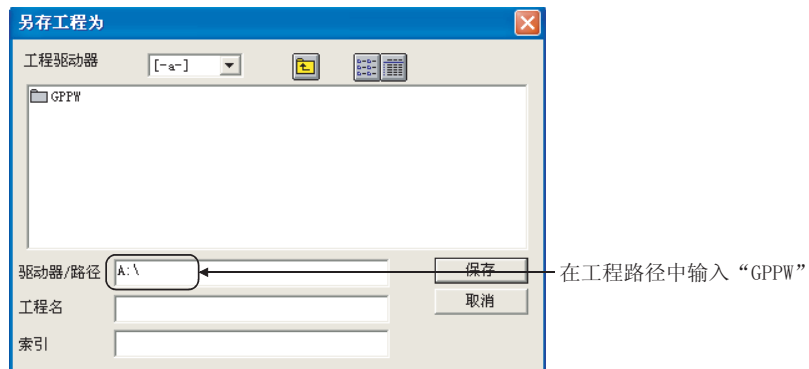 另存工程为
工程驱动器 [-a-]
GPPW
驱动器/路径 A:\ 保存 在工程路径中输入“GPPW”
工程名 取消
索引